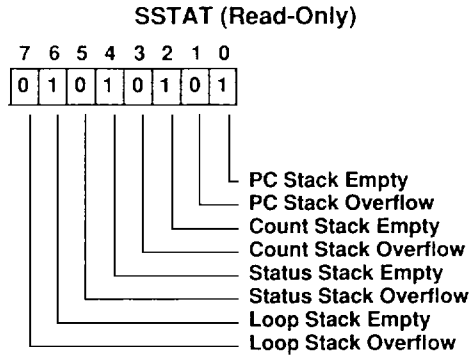 SSTAT (Read-Only)
7 6 5 4 3 2 1 0
0 1 0 1 0 1 0 1
PC Stack Empty
PC Stack Overflow
Count Stack Empty
Count Stack Overflow
Status Stack Empty
Status Stack Overflow
Loop Stack Empty
Loop Stack Overflow